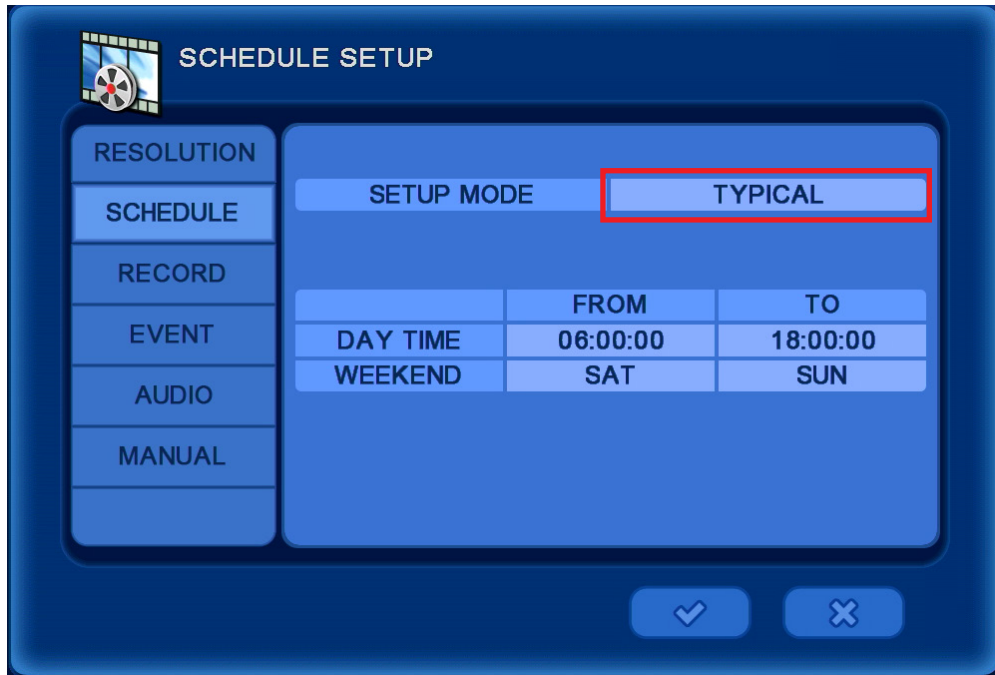 SCHEDULE SETUP
RESOLUTION
SCHEDULE
RECORD
EVENT
AUDIO
MANUAL
SETUP MODE TYPICAL
FROM TO
DAY TIME 06:00:00 18:00:00
WEEKEND SAT SUN